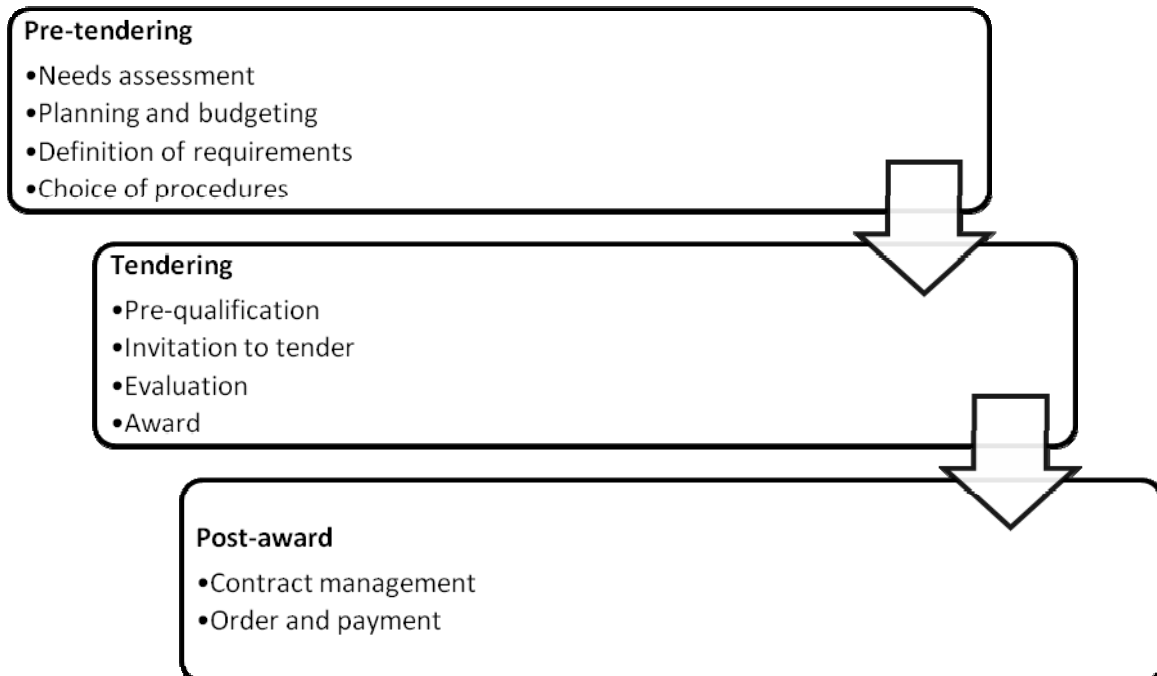 Pre-tendering
•Needs assessment
•Planning and budgeting
•Definition of requirements
•Choice of procedures
Tendering
•Pre-qualification
•Invitation to tender
•Evaluation
•Award
Post-award
•Contract management
•Order and payment